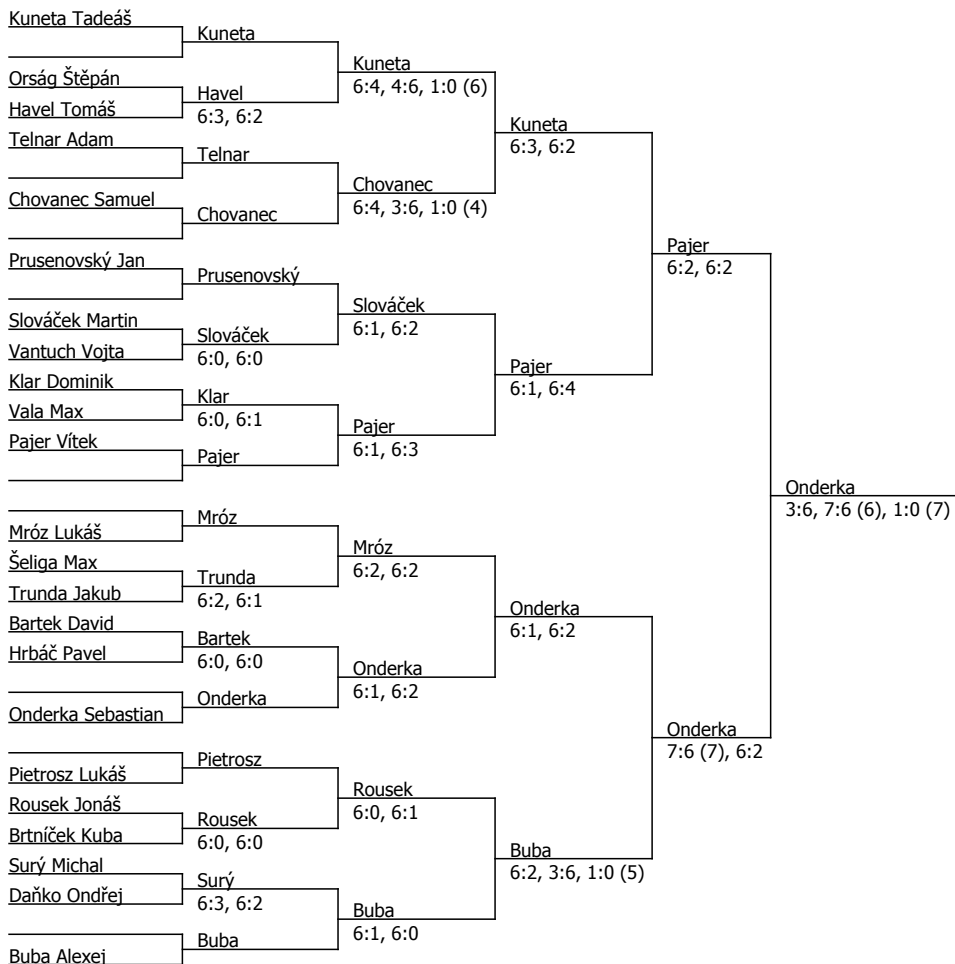 Kuneta Tadeáš
Orság Štěpán
Havel Tomáš
Telnar Adam
Chovanec Samuel
Prusenovský Jan
Slováček Martin
Vantuch Vojta
Klar Dominik
Vala Max
Pajer Vítek
Mróz Lukáš
Šeliga Max
Trunda Jakub
Bartek David
Hrbáč Pavel
Onderka Sebastian
Pietrosz Lukáš
Rousek Jonáš
Brtníček Kuba
Surý Michal
Daňko Ondřej
Buba Alexej
Kuneta
Havel
6:3, 6:2
Telnar
Chovanec
Prusenovský
Slováček
6:0, 6:0
Klar
6:0, 6:1
Pajer
Mróz
Trunda
6:2, 6:1
Bartek
6:0, 6:0
Onderka
Pietrosz
Rousek
6:0, 6:0
Surý
6:3, 6:2
Buba
Kuneta
6:4, 4:6, 1:0 (6)
Chovanec
6:4, 3:6, 1:0 (4)
Slováček
6:1, 6:2
Pajer
6:1, 6:3
Mróz
6:2, 6:2
Onderka
6:1, 6:2
Rousek
6:0, 6:1
Buba
6:1, 6:0
Kuneta
6:3, 6:2
Pajer
6:1, 6:4
Onderka
6:1, 6:2
Buba
6:2, 3:6, 1:0 (5)
Pajer
6:2, 6:2
Onderka
7:6 (7), 6:2
Onderka
3:6, 7:6 (6), 1:0 (7)